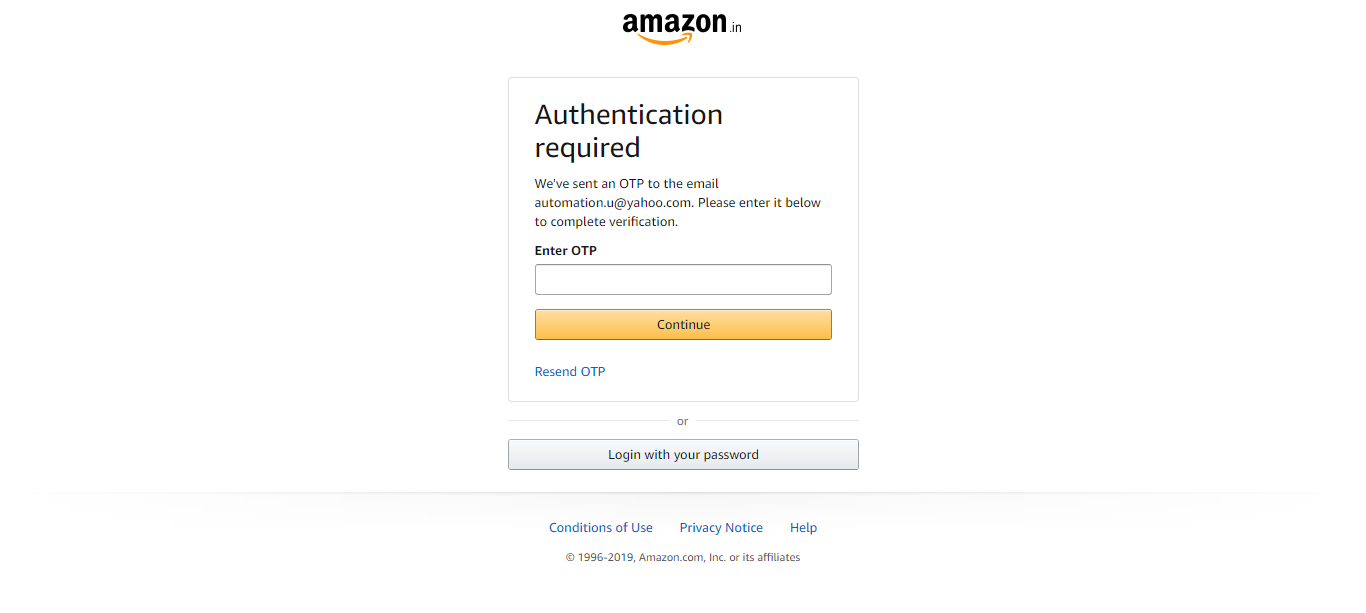 amazon.in
Authentication
required
We've sent an OTP to the email
automation.u@yahoo.com. Please enter it below
to complete verification.
Enter OTP
Continue
Resend OTP
or
Login with your password
Conditions of Use Privacy Notice Help
© 1996-2019, Amazon.com, Inc. or its affiliates